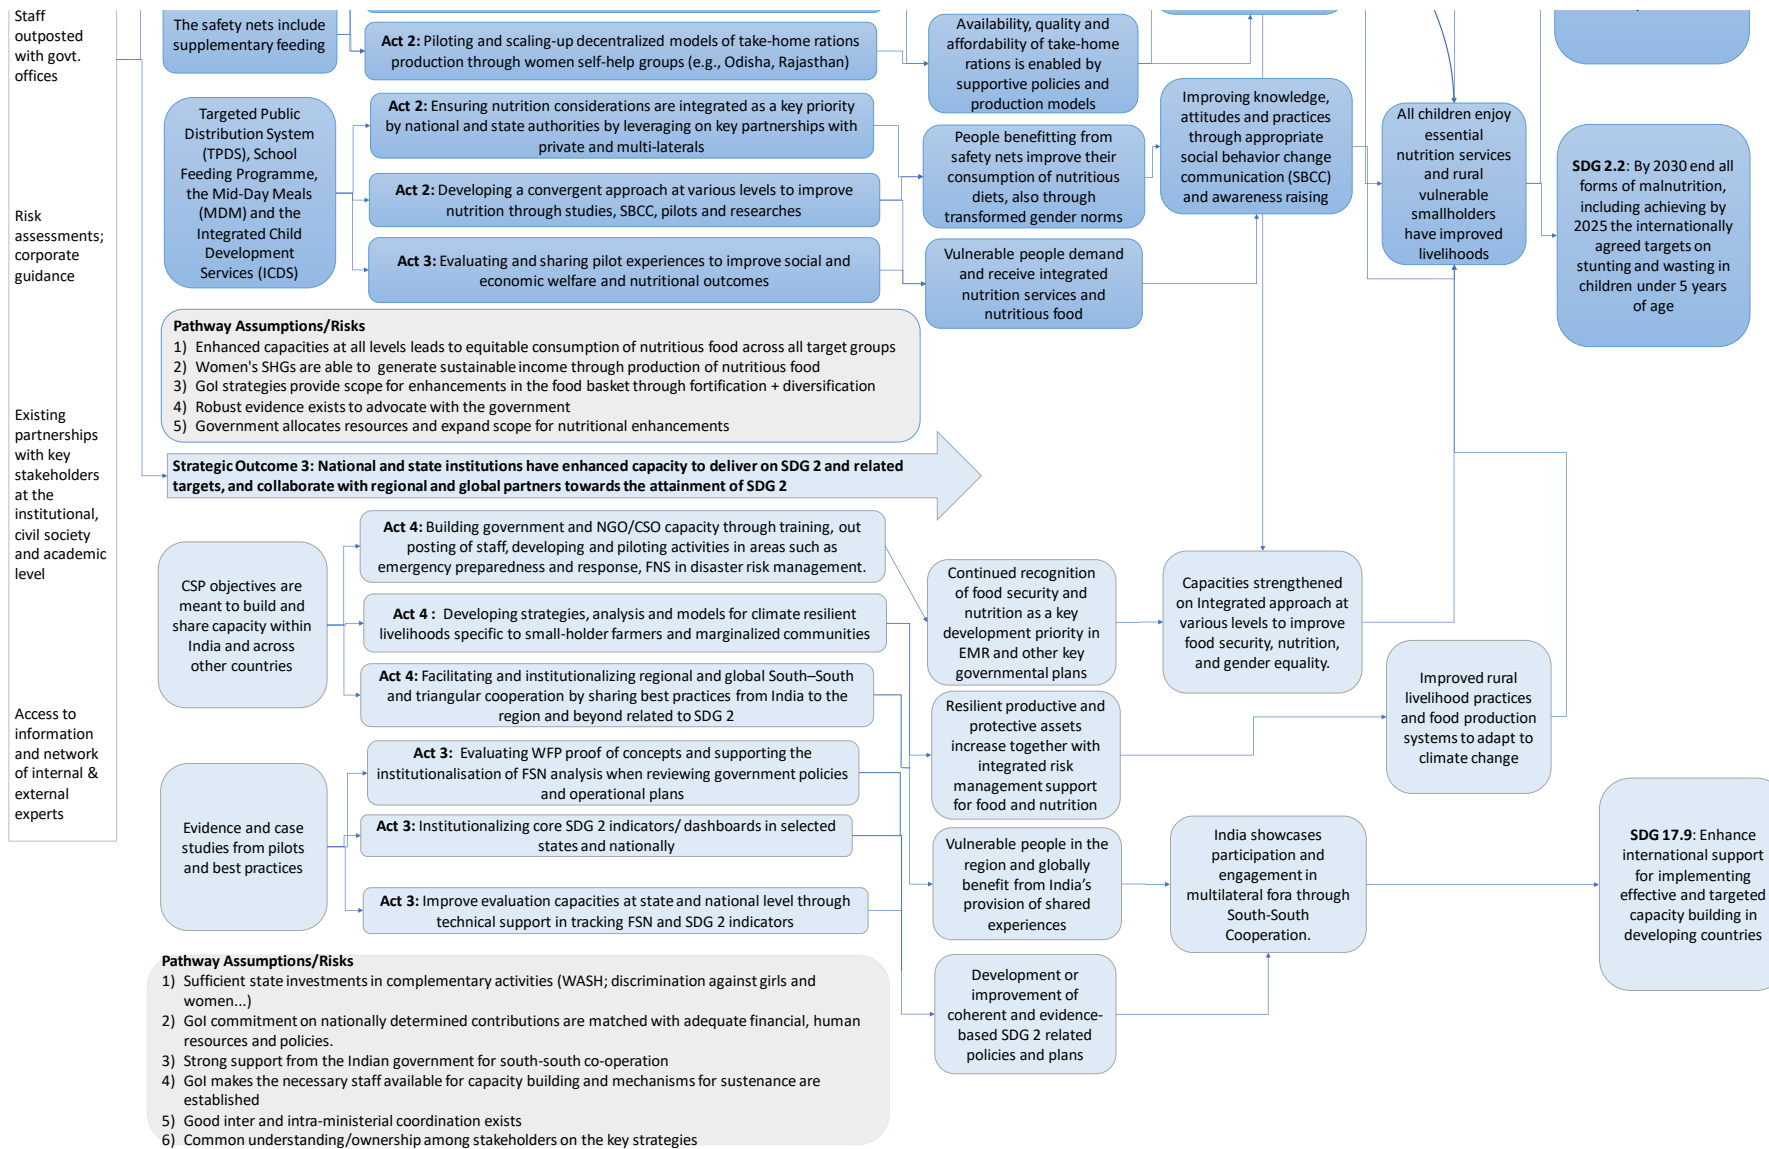 Staff
outposted
with govt.
offices
Risk
assessments;
corporate
guidance
Existing
partnerships
with key
stakeholders
at the
institutional,
civil society
and academic
level
Access to
information
and network
of internal &
external
experts
The safety nets include
supplementary feeding
Act 2: Piloting and scaling-up decentralized models of take-home rations
production through women self-help groups (e.g., Odisha, Rajasthan)
Availability, quality and
affordability of take-home
rations is enabled by
supportive policies and
production models
Targeted Public
Distribution System
(TPDS), School
Feeding Programme,
the Mid-Day Meals
(MDM) and the
Integrated Child
Development
Services (ICDS)
Act 2: Ensuring nutrition considerations are integrated as a key priority
by national and state authorities by leveraging on key partnerships with
private and multi-laterals
Act 2: Developing a convergent approach at various levels to improve
nutrition through studies, SBCC, pilots and researches
Act 3: Evaluating and sharing pilot experiences to improve social and
economic welfare and nutritional outcomes
People benefitting from
safety nets improve their
consumption of nutritious
diets, also through
transformed gender norms
Vulnerable people demand
and receive integrated
nutrition services and
nutritious food
Improving knowledge,
attitudes and practices
through appropriate
social behavior change
communication (SBCC)
and awareness raising
All children enjoy
essential
nutrition services
and rural
vulnerable
smallholders
have improved
livelihoods
SDG 2.2: By 2030 end all
forms of malnutrition,
including achieving by
2025 the internationally
agreed targets on
stunting and wasting in
children under 5 years
of age
Pathway Assumptions/Risks
1) Enhanced capacities at all levels leads to equitable consumption of nutritious food across all target groups
2) Women's SHGs are able to generate sustainable income through production of nutritious food
3) GoI strategies provide scope for enhancements in the food basket through fortification + diversification
4) Robust evidence exists to advocate with the government
5) Government allocates resources and expand scope for nutritional enhancements
Strategic Outcome 3: National and state institutions have enhanced capacity to deliver on SDG 2 and related
targets, and collaborate with regional and global partners towards the attainment of SDG 2
CSP objectives are
meant to build and
share capacity within
India and across
other countries
Act 4: Building government and NGO/CSO capacity through training, out
posting of staff, developing and piloting activities in areas such as
emergency preparedness and response, FNS in disaster risk management.
Act 4 : Developing strategies, analysis and models for climate resilient
livelihoods specific to small-holder farmers and marginalized communities
Act 4: Facilitating and institutionalizing regional and global South–South
and triangular cooperation by sharing best practices from India to the
region and beyond related to SDG 2
Evidence and case
studies from pilots
and best practices
Act 3: Evaluating WFP proof of concepts and supporting the
institutionalisation of FSN analysis when reviewing government policies
and operational plans
Act 3: Institutionalizing core SDG 2 indicators/ dashboards in selected
states and nationally
Act 3: Improve evaluation capacities at state and national level through
technical support in tracking FSN and SDG 2 indicators
Continued recognition
of food security and
nutrition as a key
development priority in
EMR and other key
governmental plans
Resilient productive and
protective assets
increase together with
integrated risk
management support
for food and nutrition
Vulnerable people in the
region and globally
benefit from India's
provision of shared
experiences
Development or
improvement of
coherent and evidence-
based SDG 2 related
policies and plans
Capacities strengthened
on Integrated approach at
various levels to improve
food security, nutrition,
and gender equality.
Improved rural
livelihood practices
and food production
systems to adapt to
climate change
India showcases
participation and
engagement in
multilateral fora through
South-South
Cooperation.
SDG 17.9: Enhance
international support
for implementing
effective and targeted
capacity building in
developing countries
Pathway Assumptions/Risks
1) Sufficient state investments in complementary activities (WASH; discrimination against girls and
women...)
2) GoI commitment on nationally determined contributions are matched with adequate financial, human
resources and policies.
3) Strong support from the Indian government for south-south co-operation
4) GoI makes the necessary staff available for capacity building and mechanisms for sustenance are
established
5) Good inter and intra-ministerial coordination exists
6) Common understanding/ownership among stakeholders on the key strategies